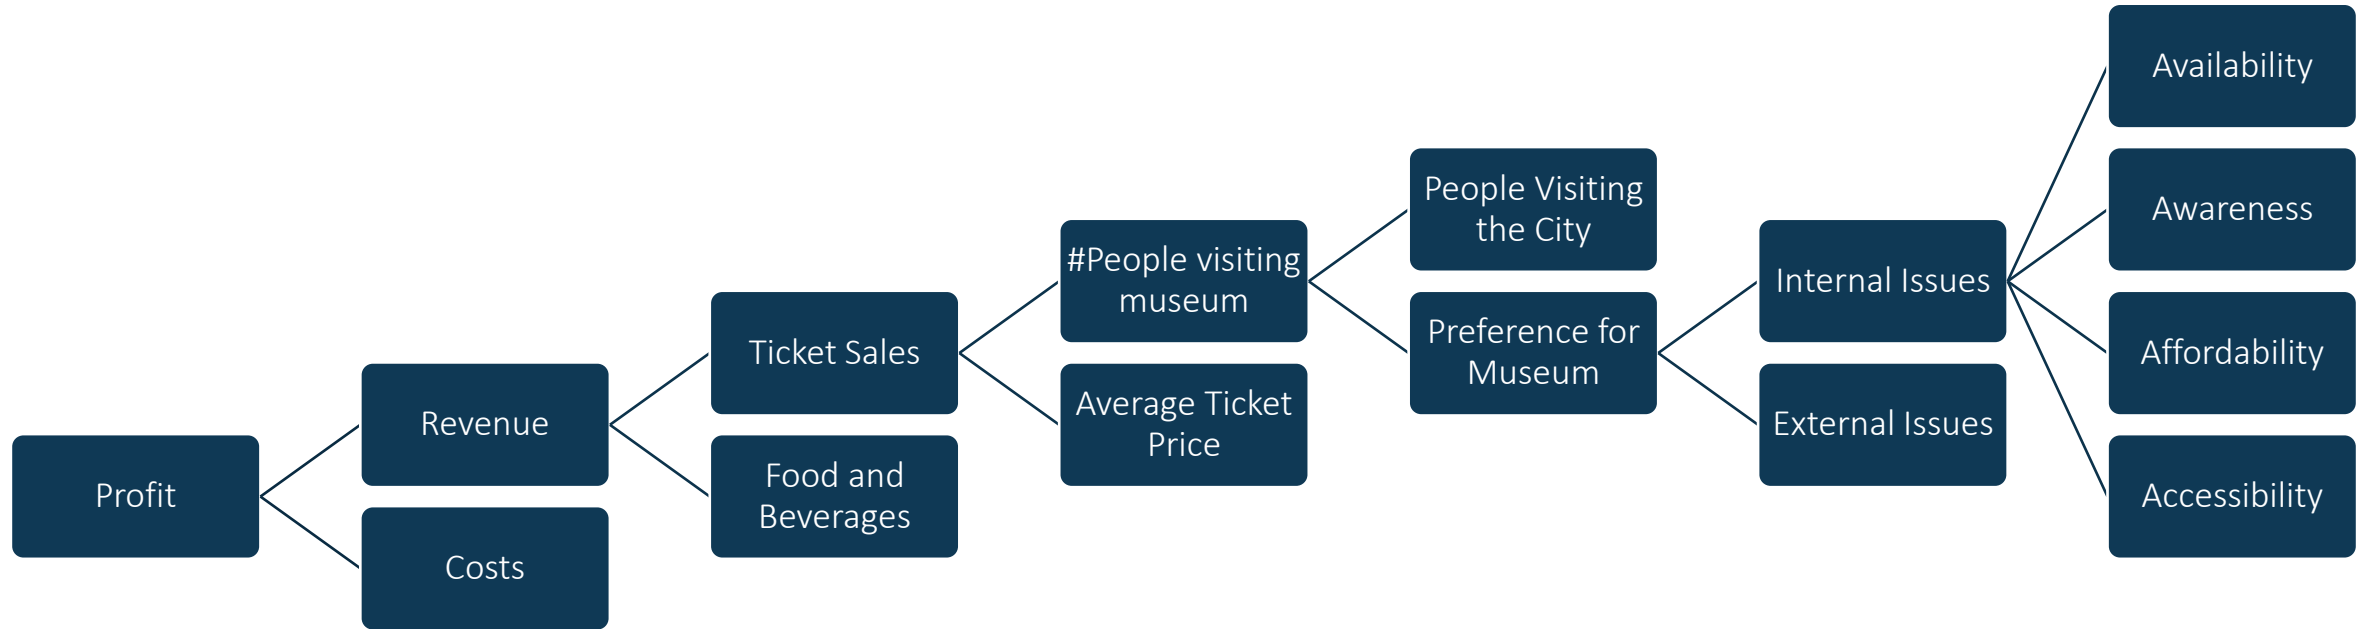 Profit
Revenue
Costs
Ticket Sales
Food and
Beverages
#People visiting
museum
Average Ticket
Price
People Visiting
the City
Preference for
Museum
Internal Issues
External Issues
Availability
Awareness
Affordability
Accessibility